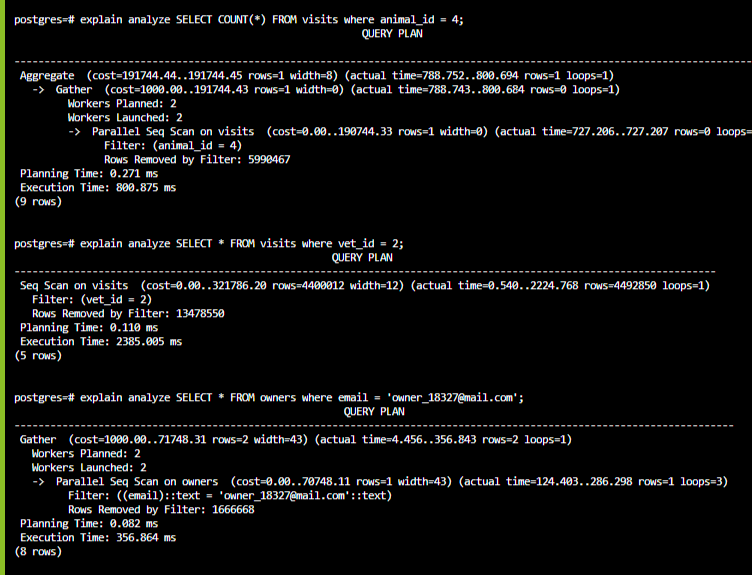 postgres=# explain analyze SELECT COUNT(*) FROM visits where animal_id = 4;
QUERY PLAN
------------------------------------------------------------------------------------------------------------------------
Aggregate  (cost=191744.44..191744.45 rows=1 width=8) (actual time=788.752..800.694 rows=1 loops=1)
  ->  Gather  (cost=1000.00..191744.43 rows=1 width=0) (actual time=788.743..800.684 rows=0 loops=1)
        Workers Planned: 2
        Workers Launched: 2
        ->  Parallel Seq Scan on visits  (cost=0.00..190744.33 rows=1 width=0) (actual time=727.206..727.207 rows=0 loops=
              Filter: (animal_id = 4)
              Rows Removed by Filter: 5990467
Planning Time: 0.271 ms
Execution Time: 800.875 ms
(9 rows)
postgres=# explain analyze SELECT * FROM visits where vet_id = 2;
QUERY PLAN
---------------------------------------------------------------------------------------------------------------------
Seq Scan on visits  (cost=0.00..321786.20 rows=4400012 width=12) (actual time=0.540..2224.768 rows=4492850 loops=1)
  Filter: (vet_id = 2)
  Rows Removed by Filter: 13478550
Planning Time: 0.110 ms
Execution Time: 2385.005 ms
(5 rows)
postgres=# explain analyze SELECT * FROM owners where email = 'owner_18327@mail.com';
QUERY PLAN
------------------------------------------------------------------------------------------------------------------------
Gather  (cost=1000.00..71748.31 rows=2 width=43) (actual time=4.456..356.843 rows=2 loops=1)
  Workers Planned: 2
  Workers Launched: 2
  ->  Parallel Seq Scan on owners  (cost=0.00..70748.11 rows=1 width=43) (actual time=124.403..286.298 rows=1 loops=3)
        Filter: ((email)::text = 'owner_18327@mail.com'::text)
        Rows Removed by Filter: 1666668
Planning Time: 0.082 ms
Execution Time: 356.864 ms
(8 rows)